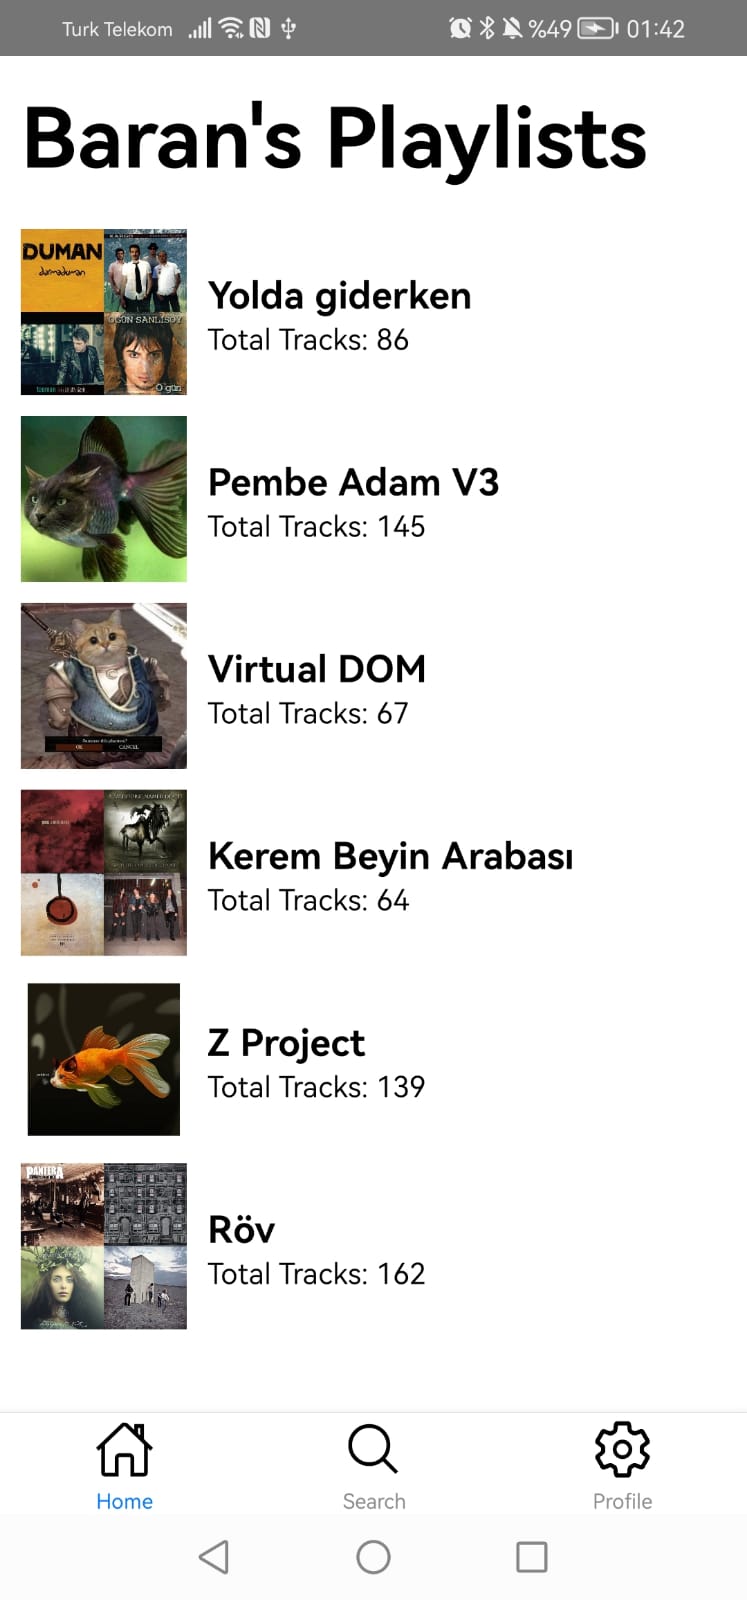 Turk Telekom %49 01:42
Baran's Playlists
DUMAN
Yolda giderken
Total Tracks: 86
OGÜN SANLISOY
O gün
Pembe Adam V3
Total Tracks: 145
Virtual DOM
Total Tracks: 67
OK CANCEL
Kerem Beyin Arabası
Total Tracks: 64
Z Project
Total Tracks: 139
PANTERA
Röv
Total Tracks: 162
Home Search Profile